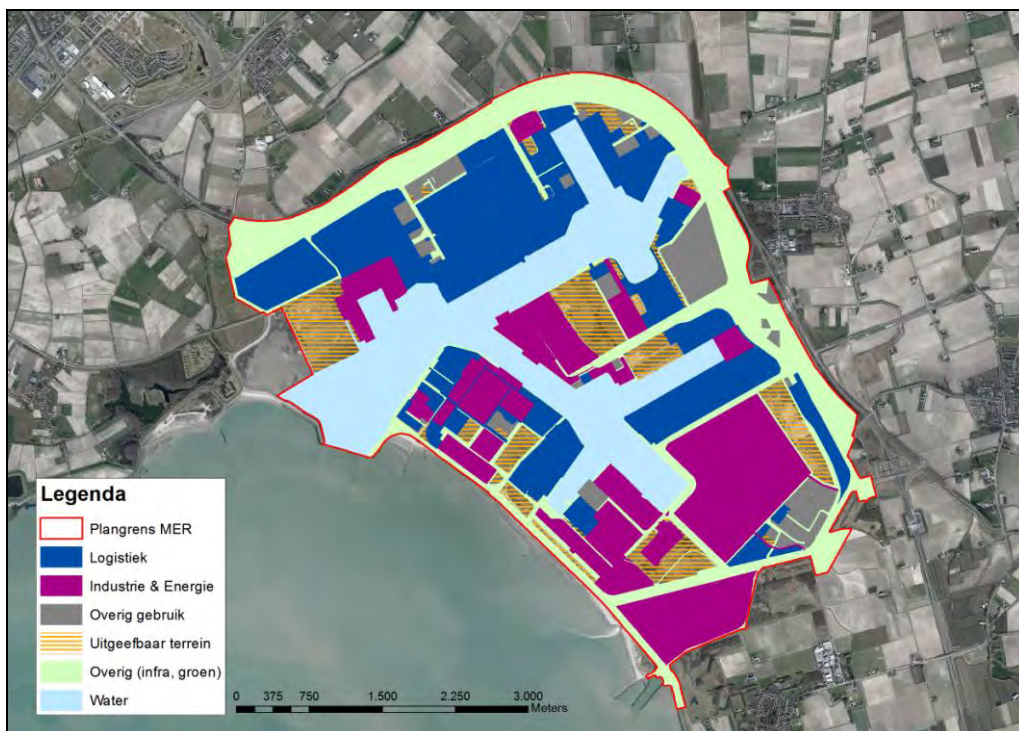 Legenda
Plangrens MER
Logistiek
Industrie & Energie
Overig gebruik
Uitgeefbaar terrein
Overig (infra, groen)
Water
0 375 750 1.500 2.250 3.000
Meters